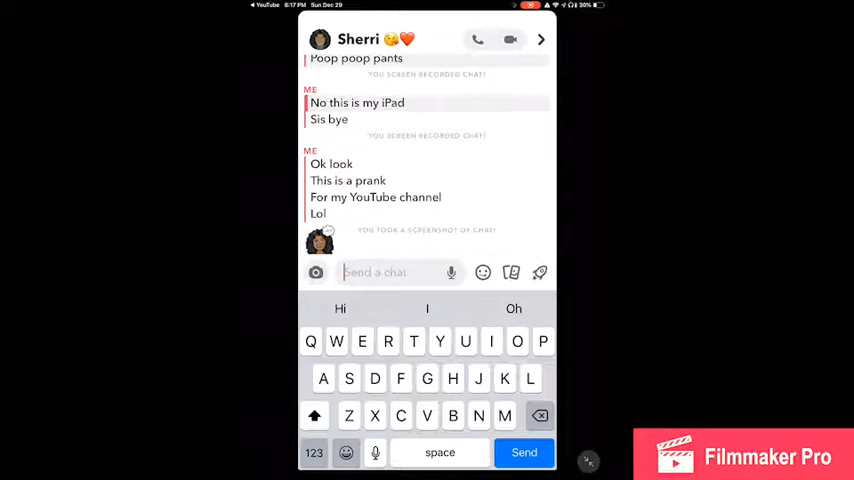 YouTube 6:17 PM Sun Dec 29 38%
Sherri
Poop poop pants
YOU SCREEN RECORDED CHAT!
ME
No this is my iPad
Sis bye
YOU SCREEN RECORDED CHAT!
ME
Ok look
This is a prank
For my YouTube channel
Lol
YOU TOOK A SCREENSHOT OF CHAT!
Send a chat
Hi I Oh
Q W E R T Y U I O P
A S D F G H J K L
Z X C V B N M
123 space Send
Filmmaker Pro